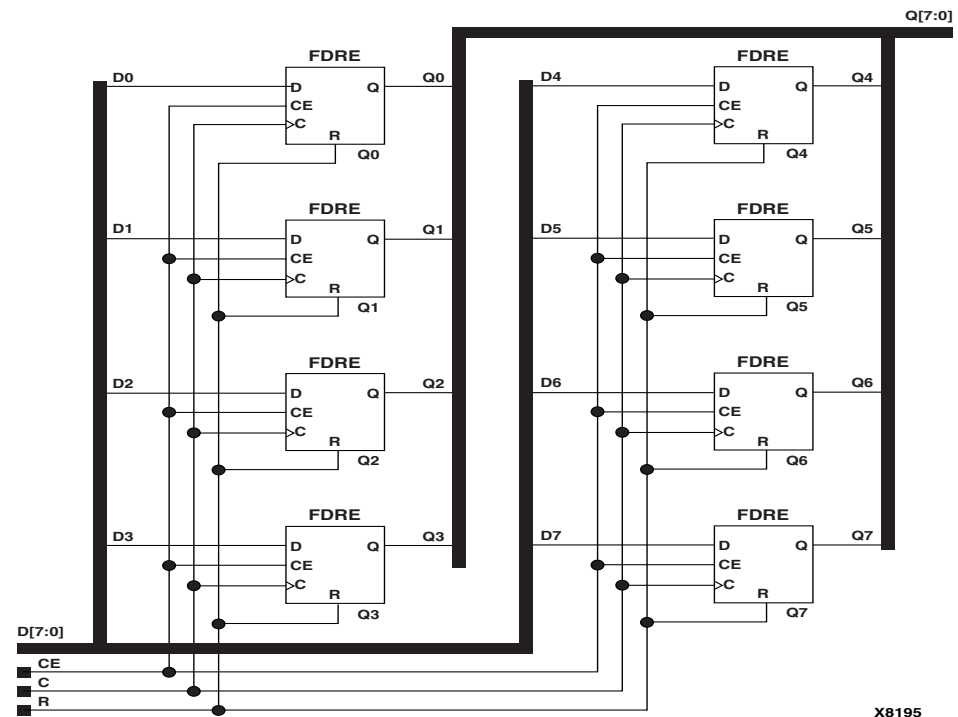 Q[7:0]
FDRE
D0
D
Q
Q0
CE
C
R
Q0
FDRE
D4
D
Q
Q4
CE
C
R
Q4
FDRE
D1
D
Q
Q1
CE
C
R
Q1
FDRE
D5
D
Q
Q5
CE
C
R
Q5
FDRE
D2
D
Q
Q2
CE
C
R
Q2
FDRE
D6
D
Q
Q6
CE
C
R
Q6
FDRE
D3
D
Q
Q3
CE
C
R
Q3
FDRE
D7
D
Q
Q7
CE
C
R
Q7
D[7:0]
CE
C
R
X8195